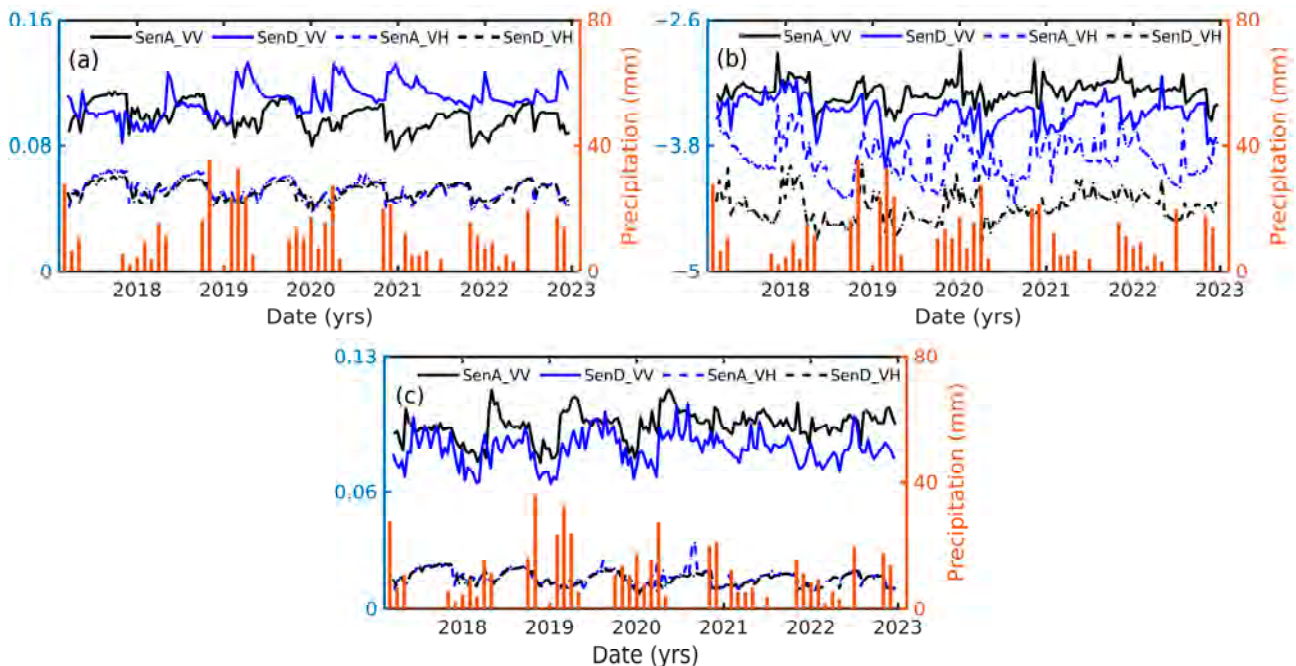 0.16 80 −2.6 80
SenA_VV SenD_VV SenA_VH SenD_VH SenA_VV SenD_VV SenA_VH SenD_VH
(a) (b)
Precipitation (mm) Precipitation (mm)
0.08 40 −3.8 40
0 0 −5 0
2018 2019 2020 2021 2022 2023 2018 2019 2020 2021 2022 2023
Date (yrs) Date (yrs)
0.13 80
SenA_VV SenD_VV SenA_VH SenD_VH
(c)
Precipitation (mm)
0.06 40
0 0
2018 2019 2020 2021 2022 2023
Date (yrs)